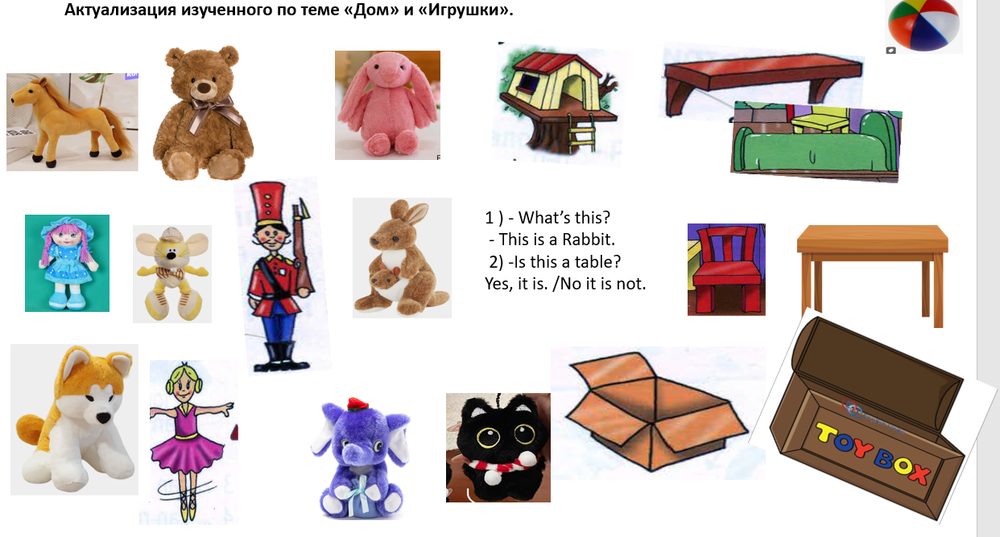 Актуализация изученного по теме «Дом» и «Игрушки».
1 ) - What’s this?
- This is a Rabbit.
2) -Is this a table?
Yes, it is. /No it is not.
TOY BOX